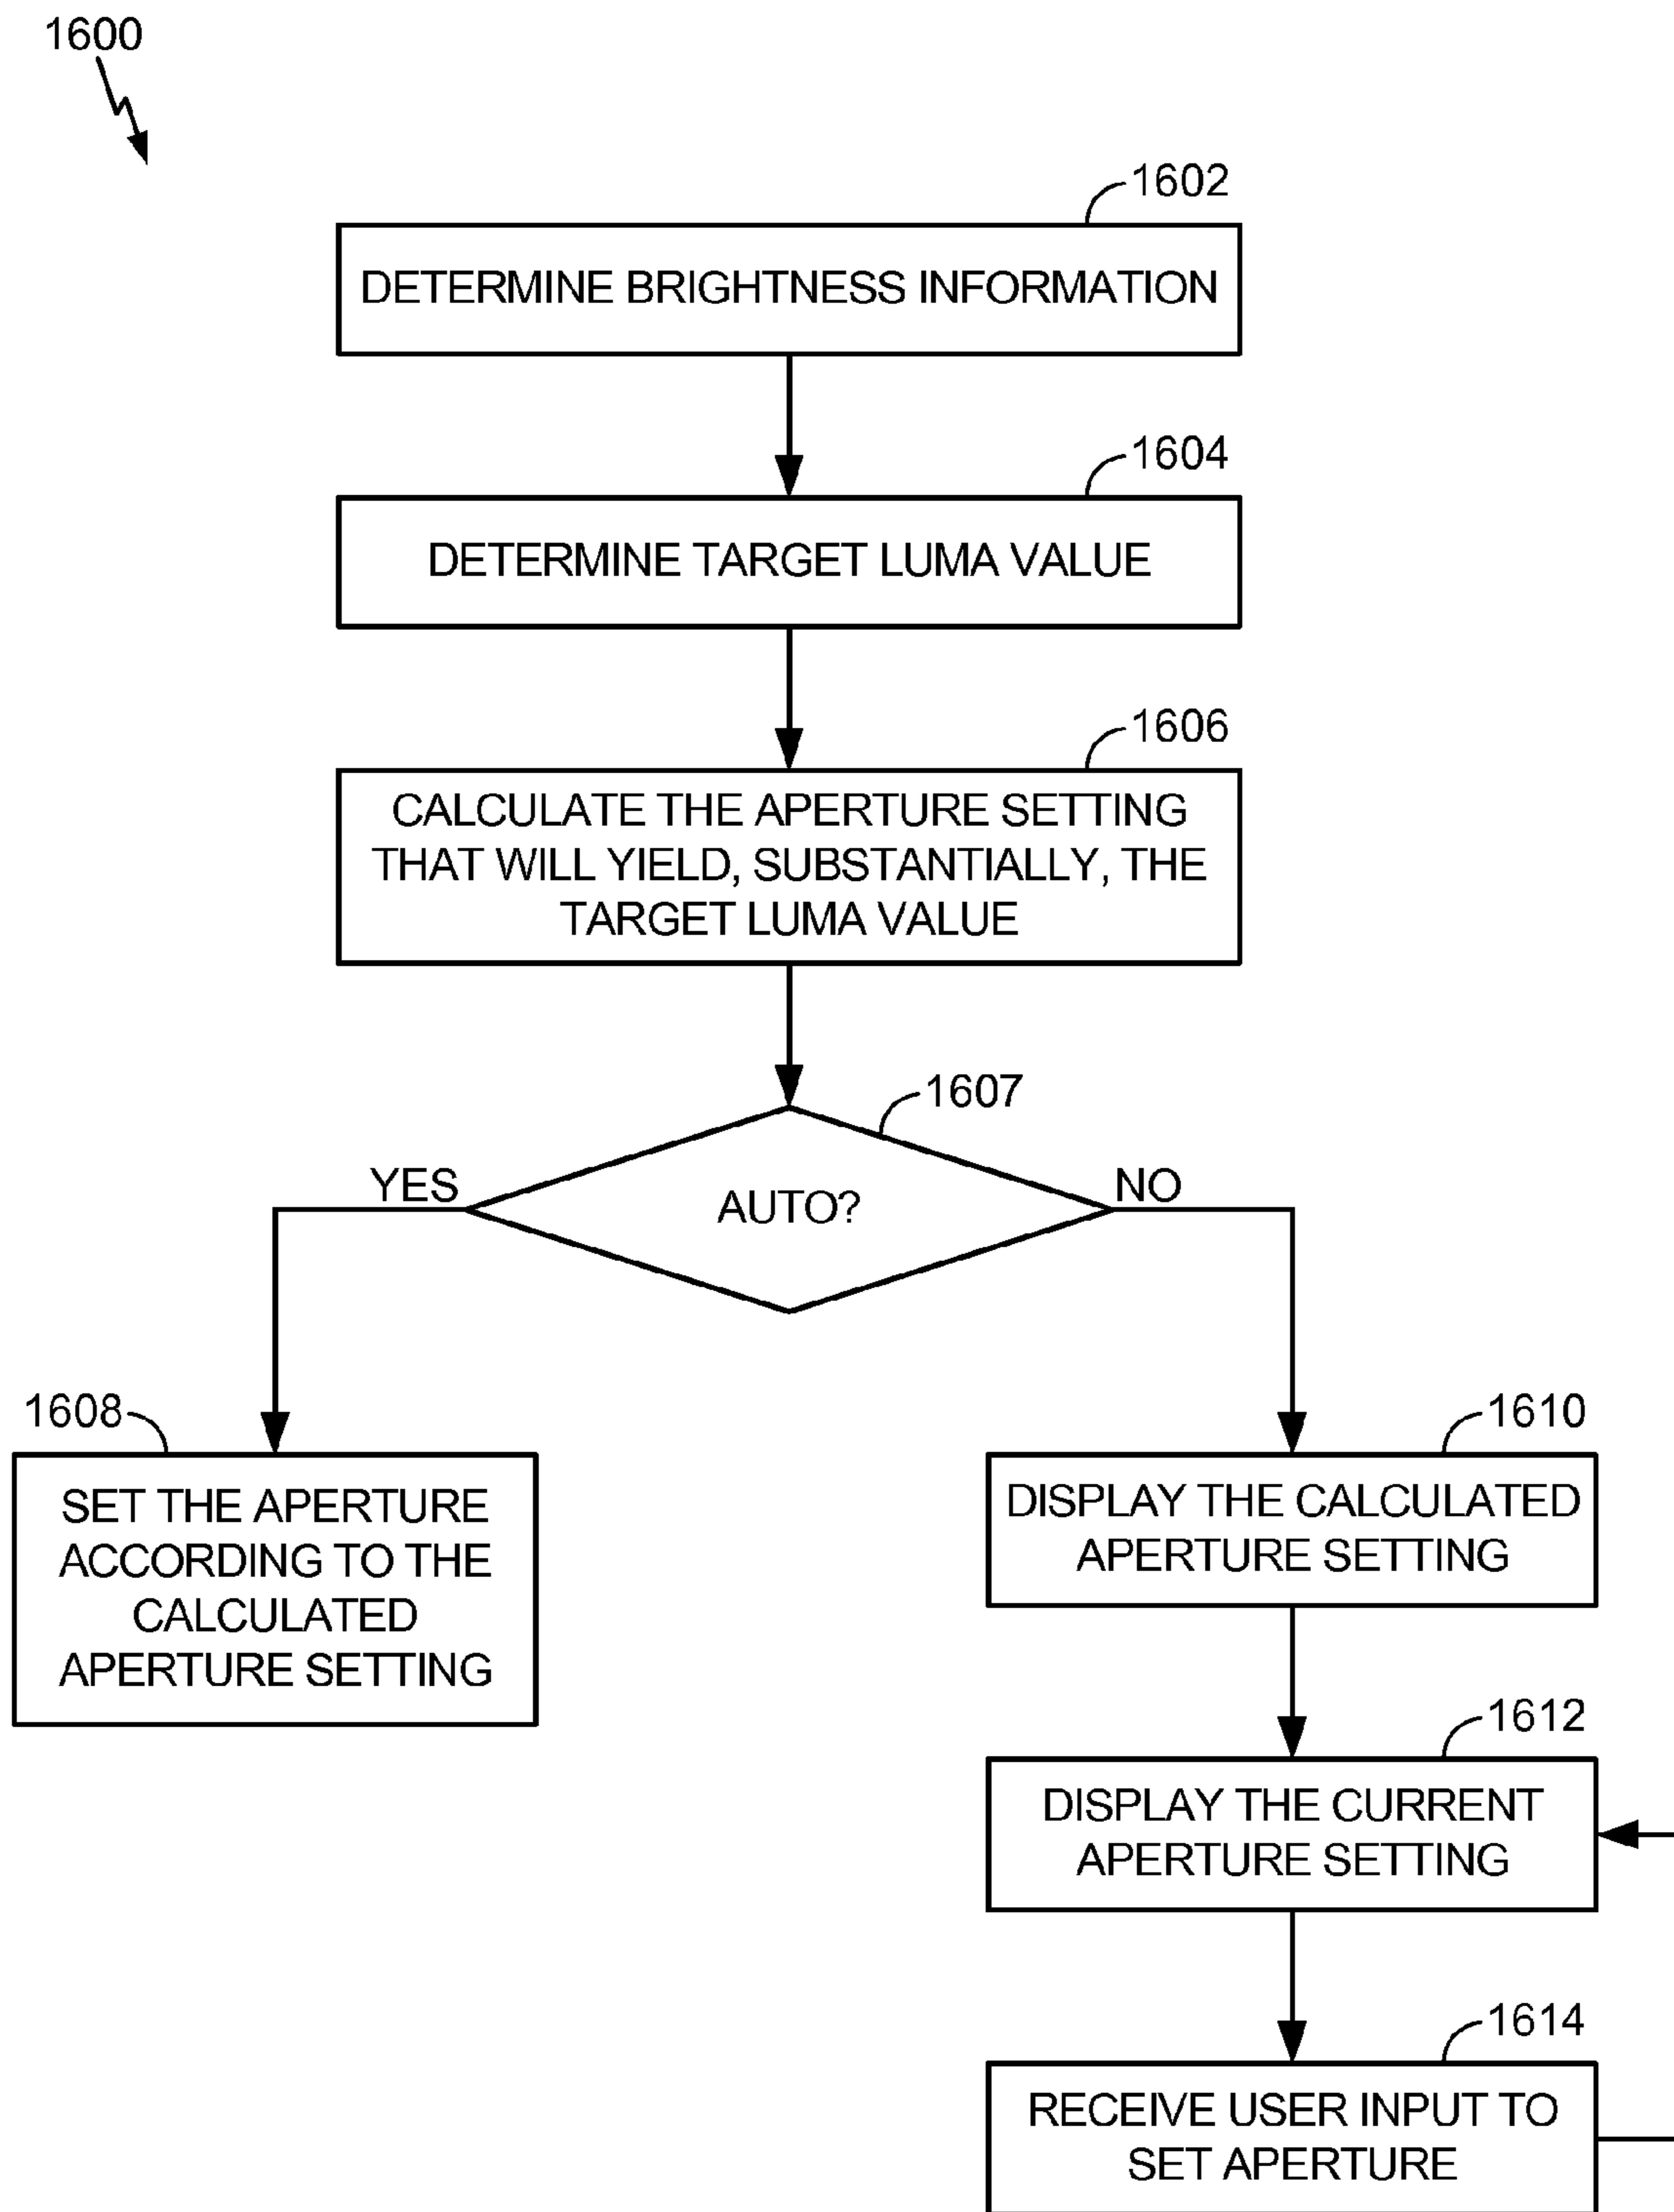 1600
1602
DETERMINE BRIGHTNESS INFORMATION
1604
DETERMINE TARGET LUMA VALUE
1606
CALCULATE THE APERTURE SETTING
THAT WILL YIELD, SUBSTANTIALLY, THE
TARGET LUMA VALUE
1607
YES
AUTO?
NO
1608
SET THE APERTURE
ACCORDING TO THE
CALCULATED
APERTURE SETTING
1610
DISPLAY THE CALCULATED
APERTURE SETTING
1612
DISPLAY THE CURRENT
APERTURE SETTING
1614
RECEIVE USER INPUT TO
SET APERTURE